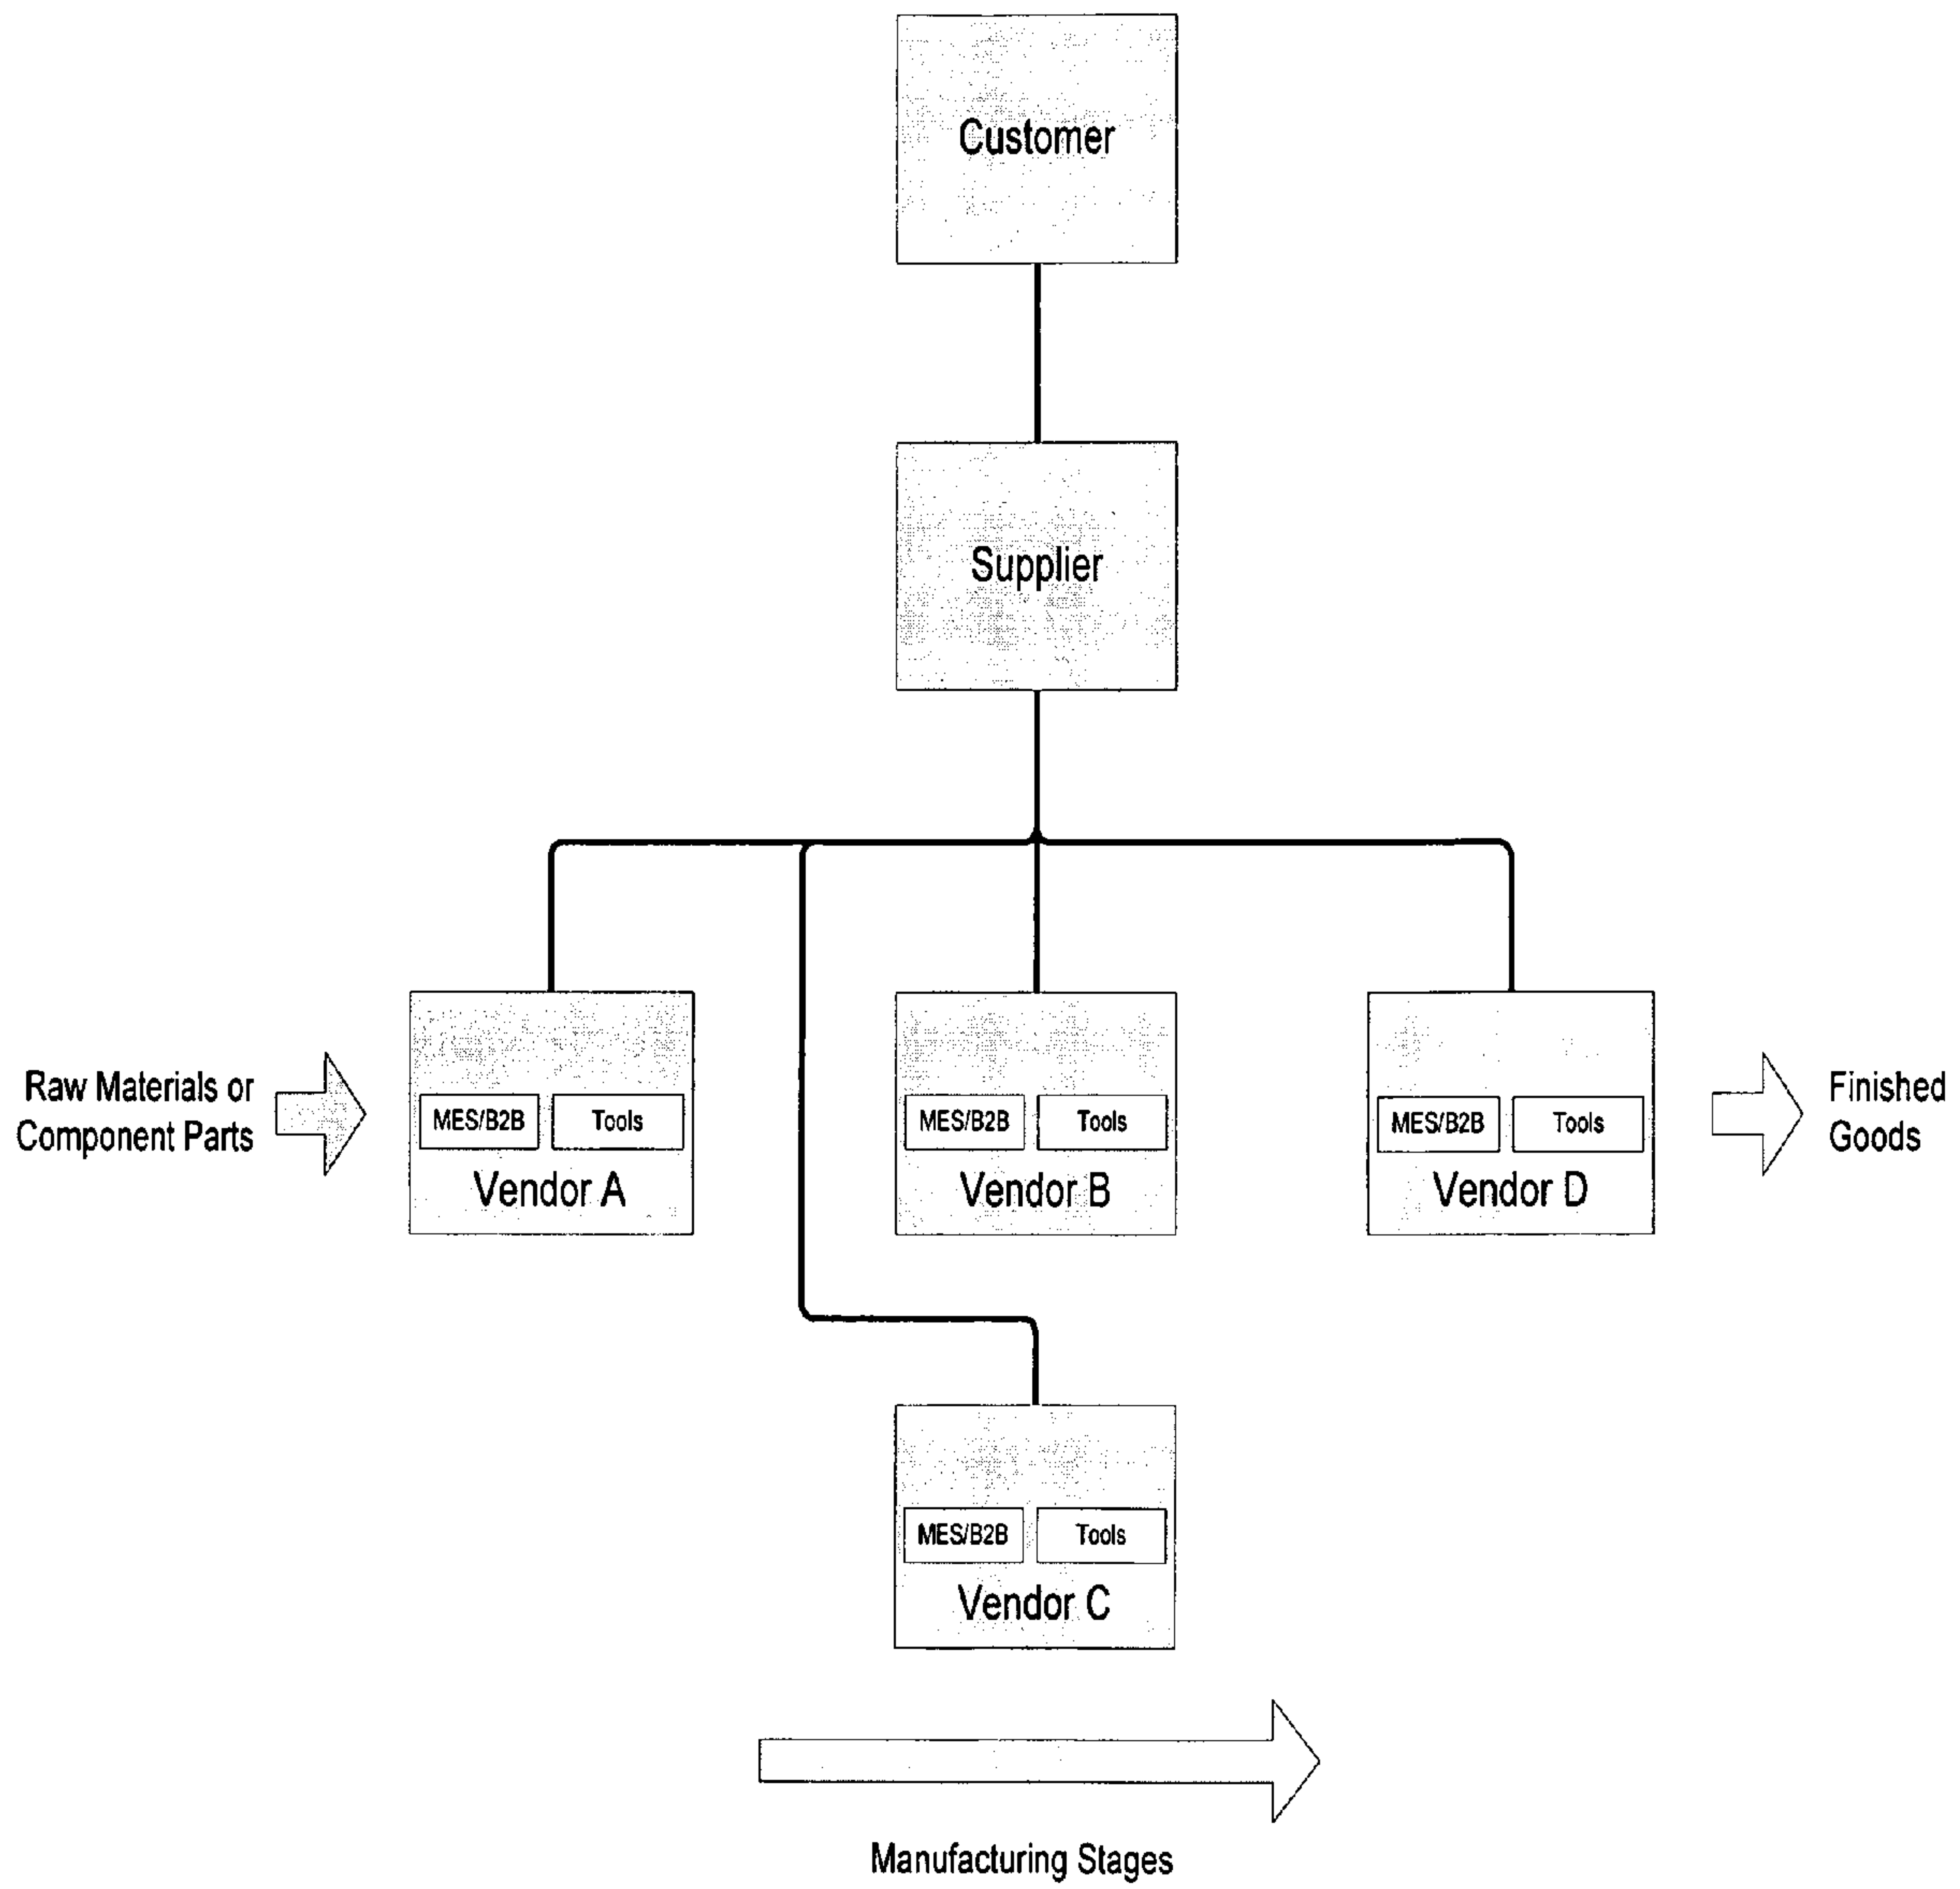 Customer
Supplier
Raw Materials or
Component Parts
MES/B2B
Tools
Vendor A
MES/B2B
Tools
Vendor B
MES/B2B
Tools
Vendor D
Finished
Goods
MES/B2B
Tools
Vendor C
Manufacturing Stages